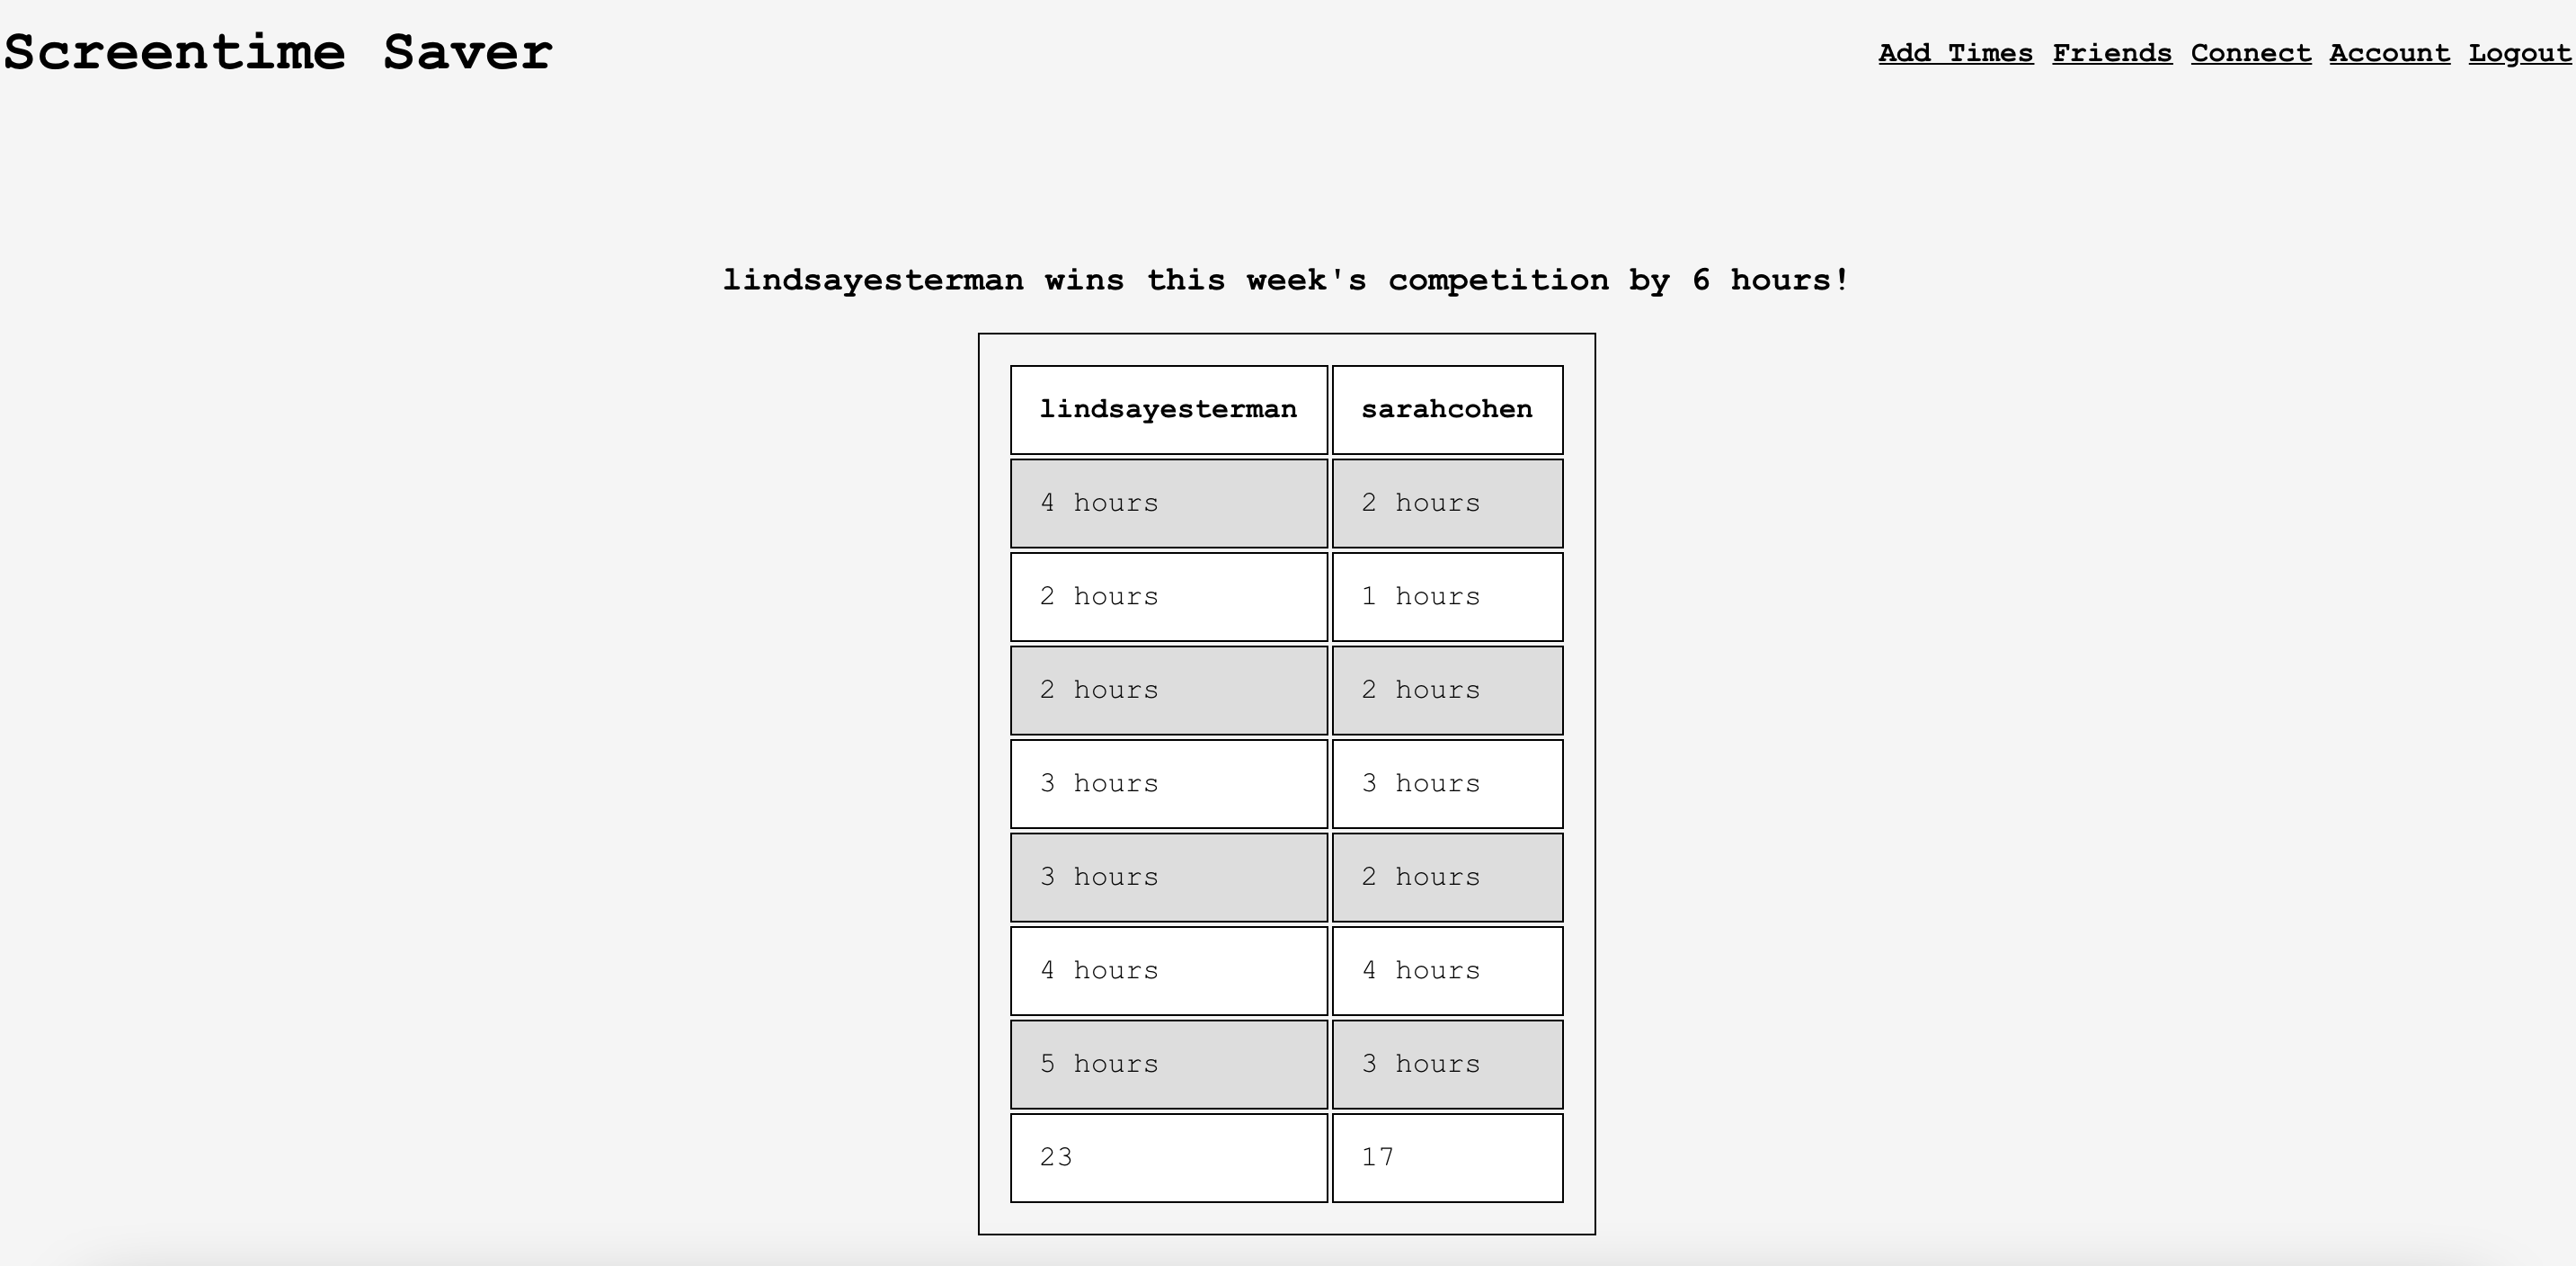 Screentime Saver
Add Times Friends Connect Account Logout
lindsayesterman wins this week's competition by 6 hours!
lindsayesterman sarahcohen
4 hours 2 hours
2 hours 1 hours
2 hours 2 hours
3 hours 3 hours
3 hours 2 hours
4 hours 4 hours
5 hours 3 hours
23 17